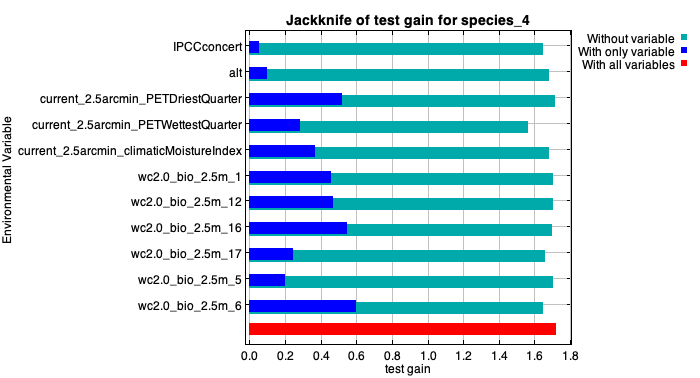 Jackknife of test gain for species_4
Without variable
With only variable
With all variables
Environmental Variable
IPCCconcert
alt
current_2.5arcmin_PETDriestQuarter
current_2.5arcmin_PETWettestQuarter
current_2.5arcmin_climaticMoistureIndex
wc2.0_bio_2.5m_1
wc2.0_bio_2.5m_12
wc2.0_bio_2.5m_16
wc2.0_bio_2.5m_17
wc2.0_bio_2.5m_5
wc2.0_bio_2.5m_6
0.0 0.2 0.4 0.6 0.8 1.0 1.2 1.4 1.6 1.8
test gain